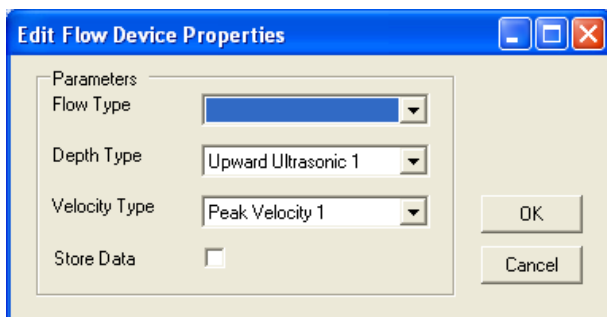 Edit Flow Device Properties
Parameters
Flow Type
Depth Type Upward Ultrasonic 1
Velocity Type Peak Velocity 1
OK
Store Data
Cancel